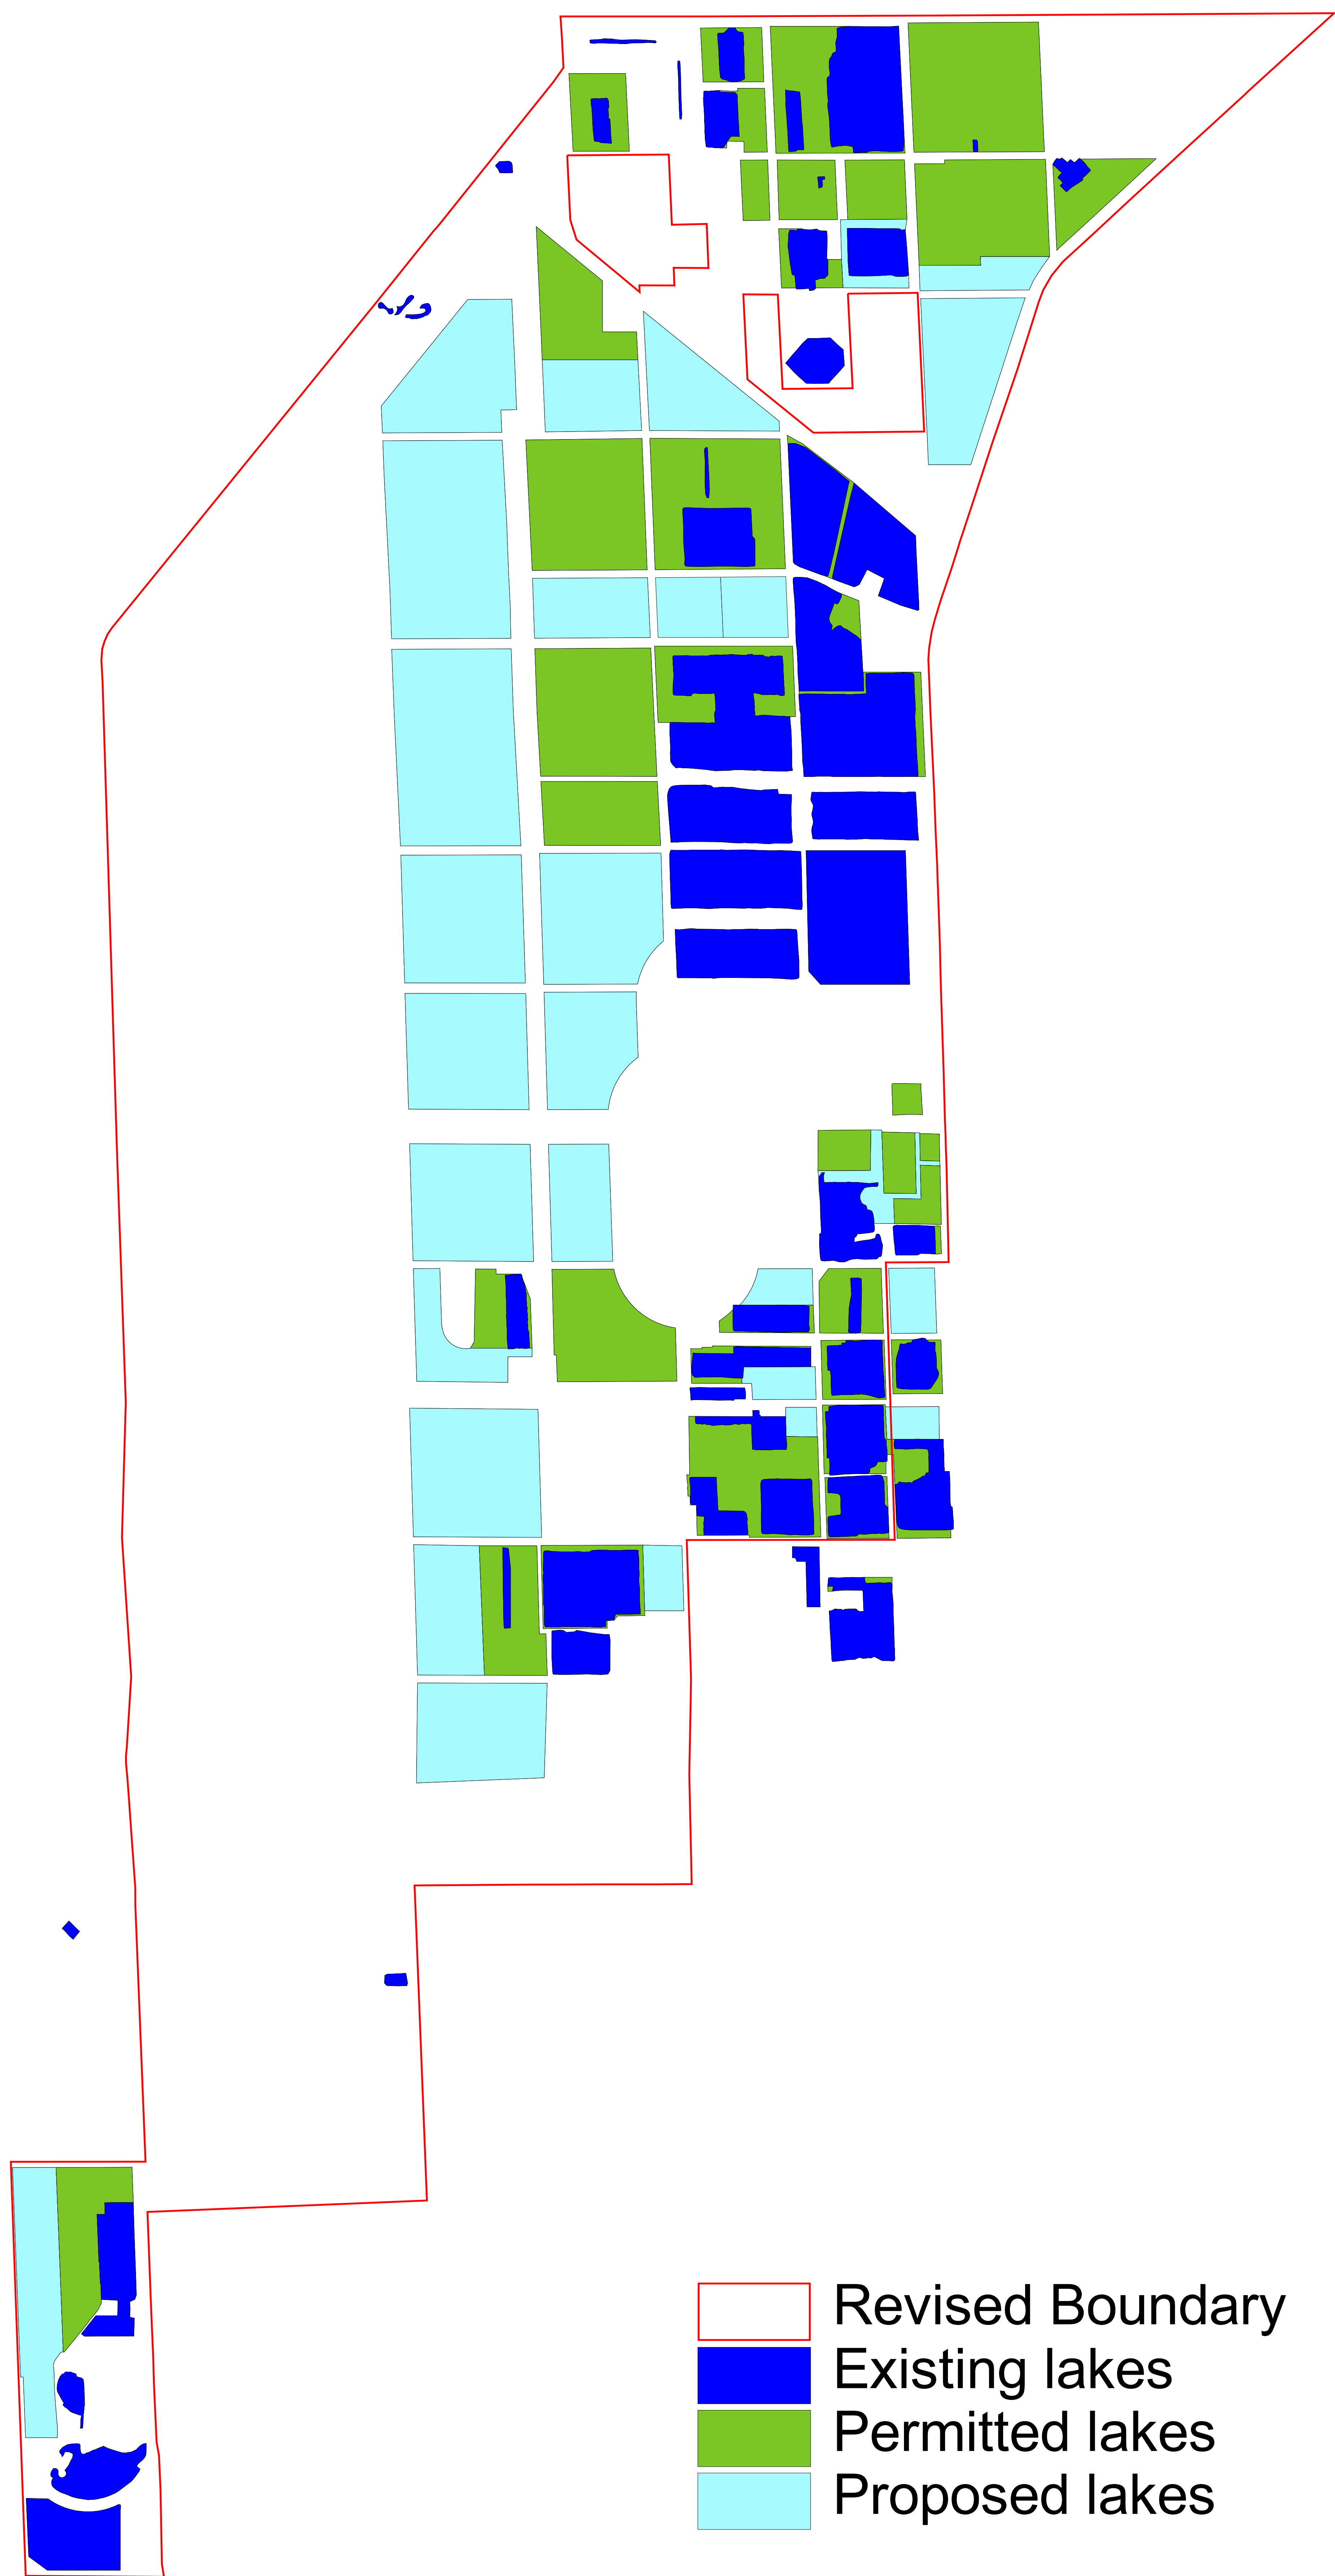 Revised Boundary
Existing lakes
Permitted lakes
Proposed lakes